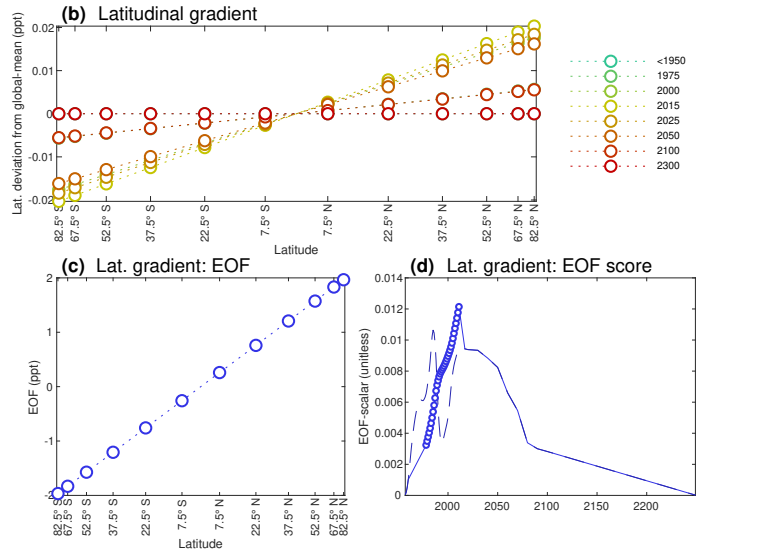 (b) Latitudinal gradient
Lat. deviation from global-mean (ppt)
0.02
0.01
0
-0.01
-0.02
82.5° S
67.5° S
52.5° S
37.5° S
22.5° S
7.5° S
7.5° N
22.5° N
37.5° N
52.5° N
67.5° N
82.5° N
Latitude
<1950
1975
2000
2015
2025
2050
2100
2300
(c) Lat. gradient: EOF
EOF (ppt)
2
1
0
-1
-2
82.5° S
67.5° S
52.5° S
37.5° S
22.5° S
7.5° S
7.5° N
22.5° N
37.5° N
52.5° N
67.5° N
82.5° N
Latitude
(d) Lat. gradient: EOF score
EOF-scalar (unitless)
0.014
0.012
0.01
0.008
0.006
0.004
0.002
0
2000
2050
2100
2150
2200